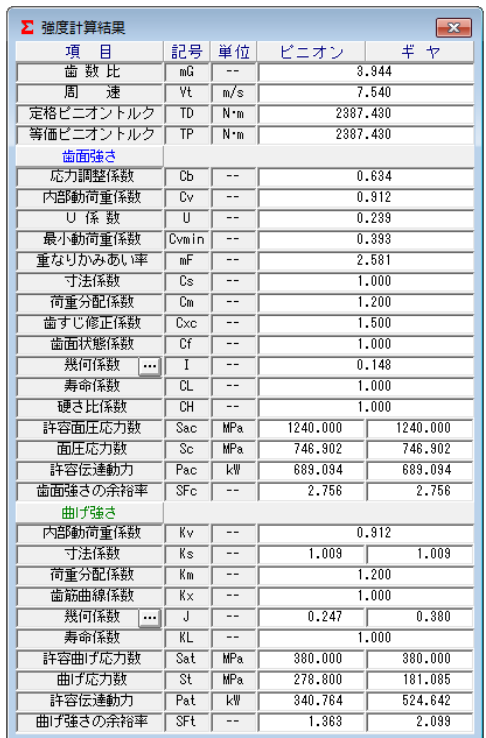 Σ 強度計算結果
項 目 記号 単位 ピニオン ギヤ
歯数比 mG -- 3.944
周 速 Vt m/s 7.540
定格ピニオントルク TD N・m 2387.430
等価ピニオントルク TP N・m 2387.430
歯面強さ
応力調整係数 Cb -- 0.634
内部動荷重係数 Cv -- 0.912
U 係 数 U -- 0.239
最小動荷重係数 Cvmin -- 0.393
重なりかみあい率 mF -- 2.581
寸法係数 Cs -- 1.000
荷重分配係数 Cm -- 1.200
歯すじ修正係数 Cxc -- 1.500
歯面状態係数 Cf -- 1.000
幾何係数 ... I -- 0.148
寿命係数 CL -- 1.000
硬さ比係数 CH -- 1.000
許容面圧応力数 Sac MPa 1240.000 1240.000
面圧応力数 Sc MPa 746.902 746.902
許容伝達動力 Pac kW 689.094 689.094
歯面強さの余裕率 SFc -- 2.756 2.756
曲げ強さ
内部動荷重係数 Kv -- 0.912
寸法係数 Ks -- 1.009 1.009
荷重分配係数 Km -- 1.200
歯筋曲線係数 Kx -- 1.000
幾何係数 ... J -- 0.247 0.380
寿命係数 KL -- 1.000
許容曲げ応力数 Sat MPa 380.000 380.000
曲げ応力数 St MPa 278.800 181.085
許容伝達動力 Pat kW 340.764 524.642
曲げ強さの余裕率 SFt -- 1.363 2.099